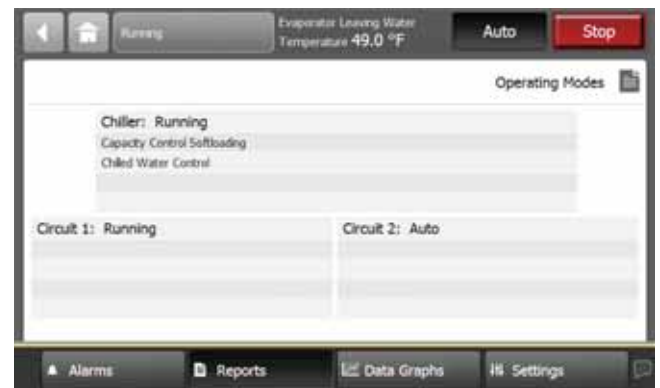 Running
Evaporator Leaving Water
Temperature 49.0 °F
Auto
Stop
Operating Modes
Chiller: Running
Capacity Control Softloading
Chilled Water Control
Circuit 1: Running
Circuit 2: Auto
Alarms
Reports
Data Graphs
Settings